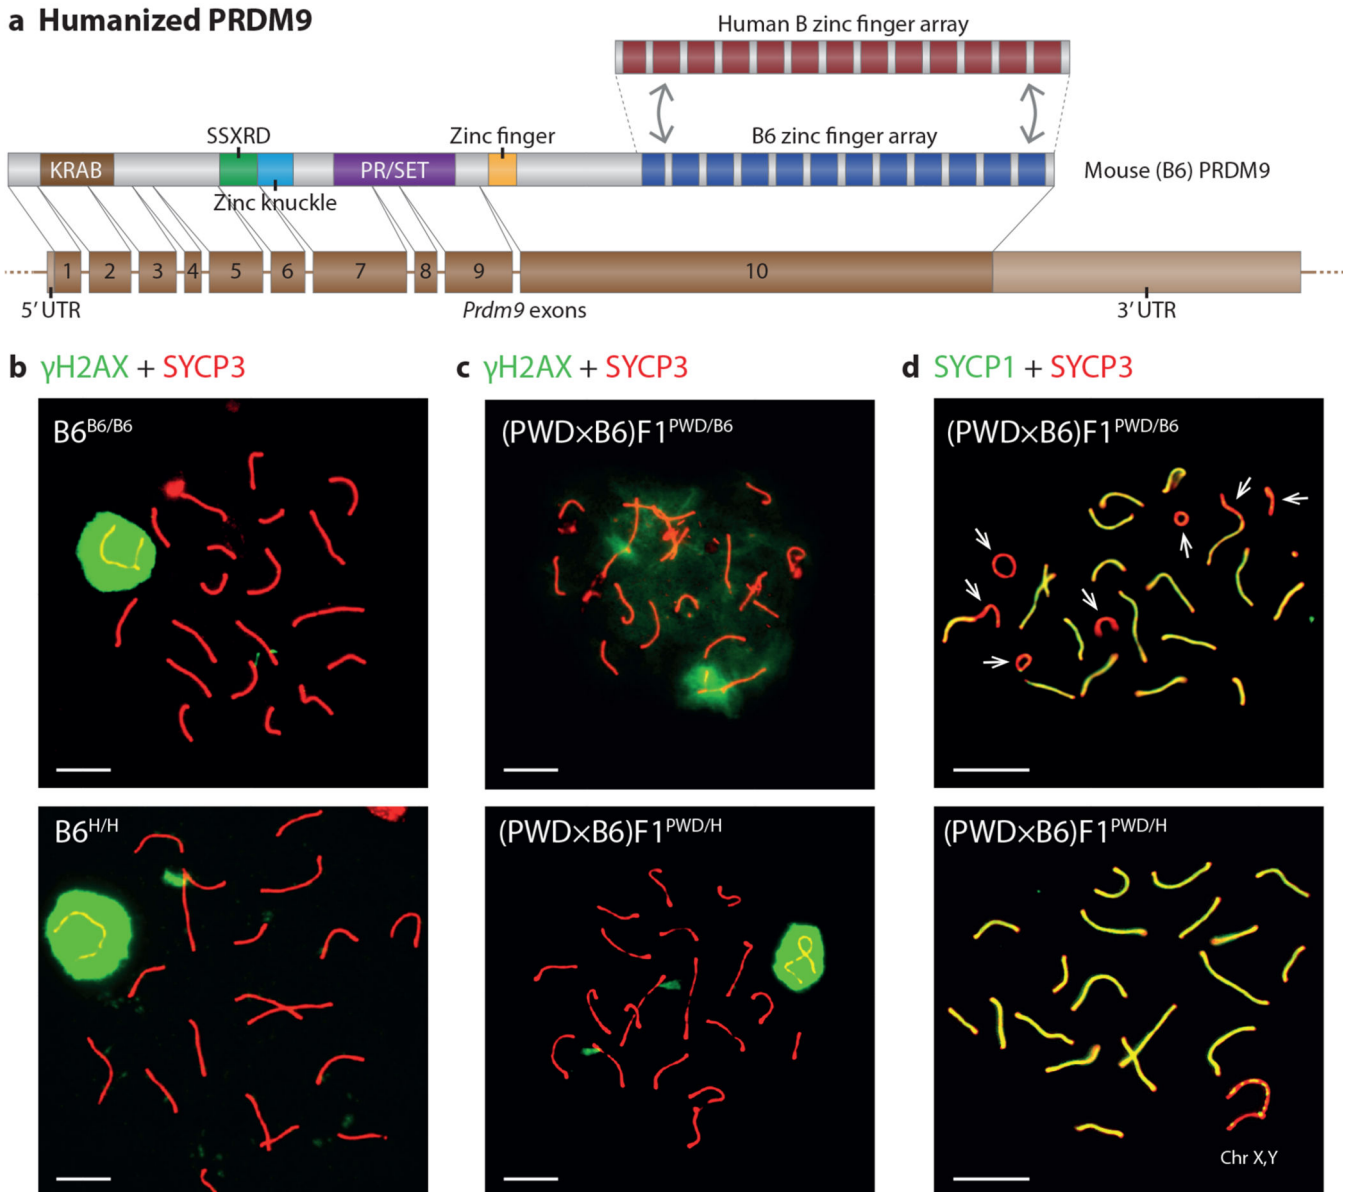 a Humanized PRDM9
Human B zinc finger array
SSXRD
Zinc finger
B6 zinc finger array
KRAB
PR/SET
Mouse (B6) PRDM9
Zinc knuckle
1 2 3 4 5 6 7 8 9 10
5′ UTR
Prdm9 exons
3′ UTR
b γH2AX + SYCP3
c γH2AX + SYCP3
d SYCP1 + SYCP3
B6B6/B6
(PWD×B6)F1PWD/B6
(PWD×B6)F1PWD/B6
B6H/H
(PWD×B6)F1PWD/H
(PWD×B6)F1PWD/H
Chr X,Y